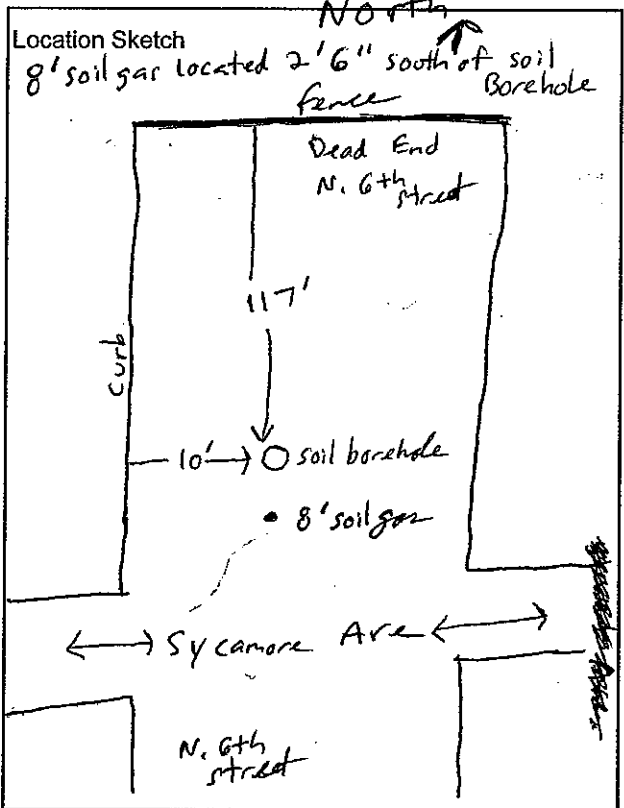 North
Location Sketch
8' soil gas located 2'6" south of soil
Borehole
fence
Dead End
N. 6th
street
117'
curb
10'
soil borehole
8' soil gas
Sycamore Ave
N. 6th
street